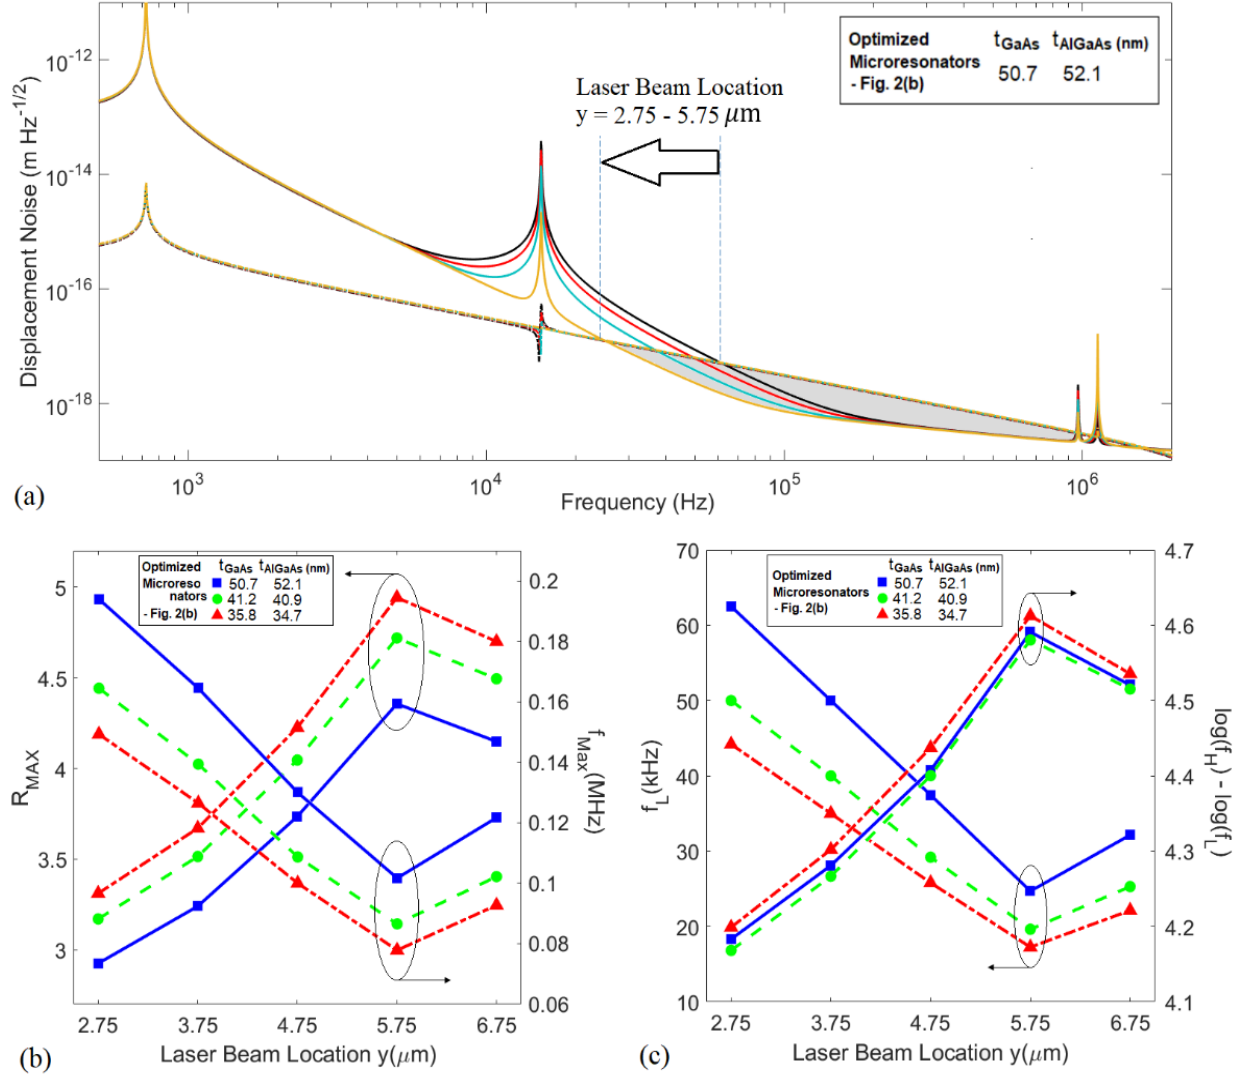 Displacement Noise (m Hz-1/2)
10-12
10-14
10-16
10-18
Laser Beam Location
y = 2.75 - 5.75 μm
Optimized tGaAs tAlGaAs (nm)
Microresonators 50.7 52.1
- Fig. 2(b)
10³ 10⁴ 10⁵ 10⁶
Frequency (Hz)
(a)
Optimized tGaAs tAlGaAs (nm)
Microreso 50.7 52.1
nators 41.2 40.9
- Fig. 2(b) 35.8 34.7
RMAX
5
4.5
4
3.5
3
fMax(MHz)
0.2
0.18
0.16
0.14
0.12
0.1
0.08
0.06
2.75 3.75 4.75 5.75 6.75
Laser Beam Location y(μm)
(b)
Optimized tGaAs tAlGaAs (nm)
Microresonators 50.7 52.1
- Fig. 2(b) 41.2 40.9
35.8 34.7
fL(kHz)
70
60
50
40
30
20
10
log(fH) - log(fL)
4.7
4.6
4.5
4.4
4.3
4.2
4.1
2.75 3.75 4.75 5.75 6.75
Laser Beam Location y(μm)
(c)